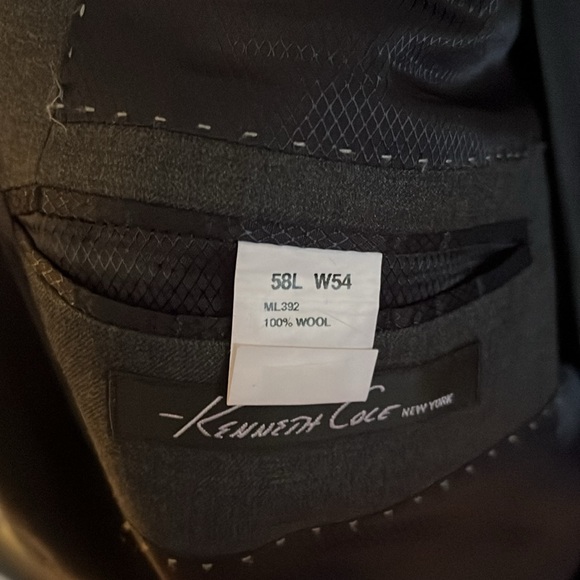 58L W54
ML392
100% WOOL
-KENNETH COLE NEW YORK